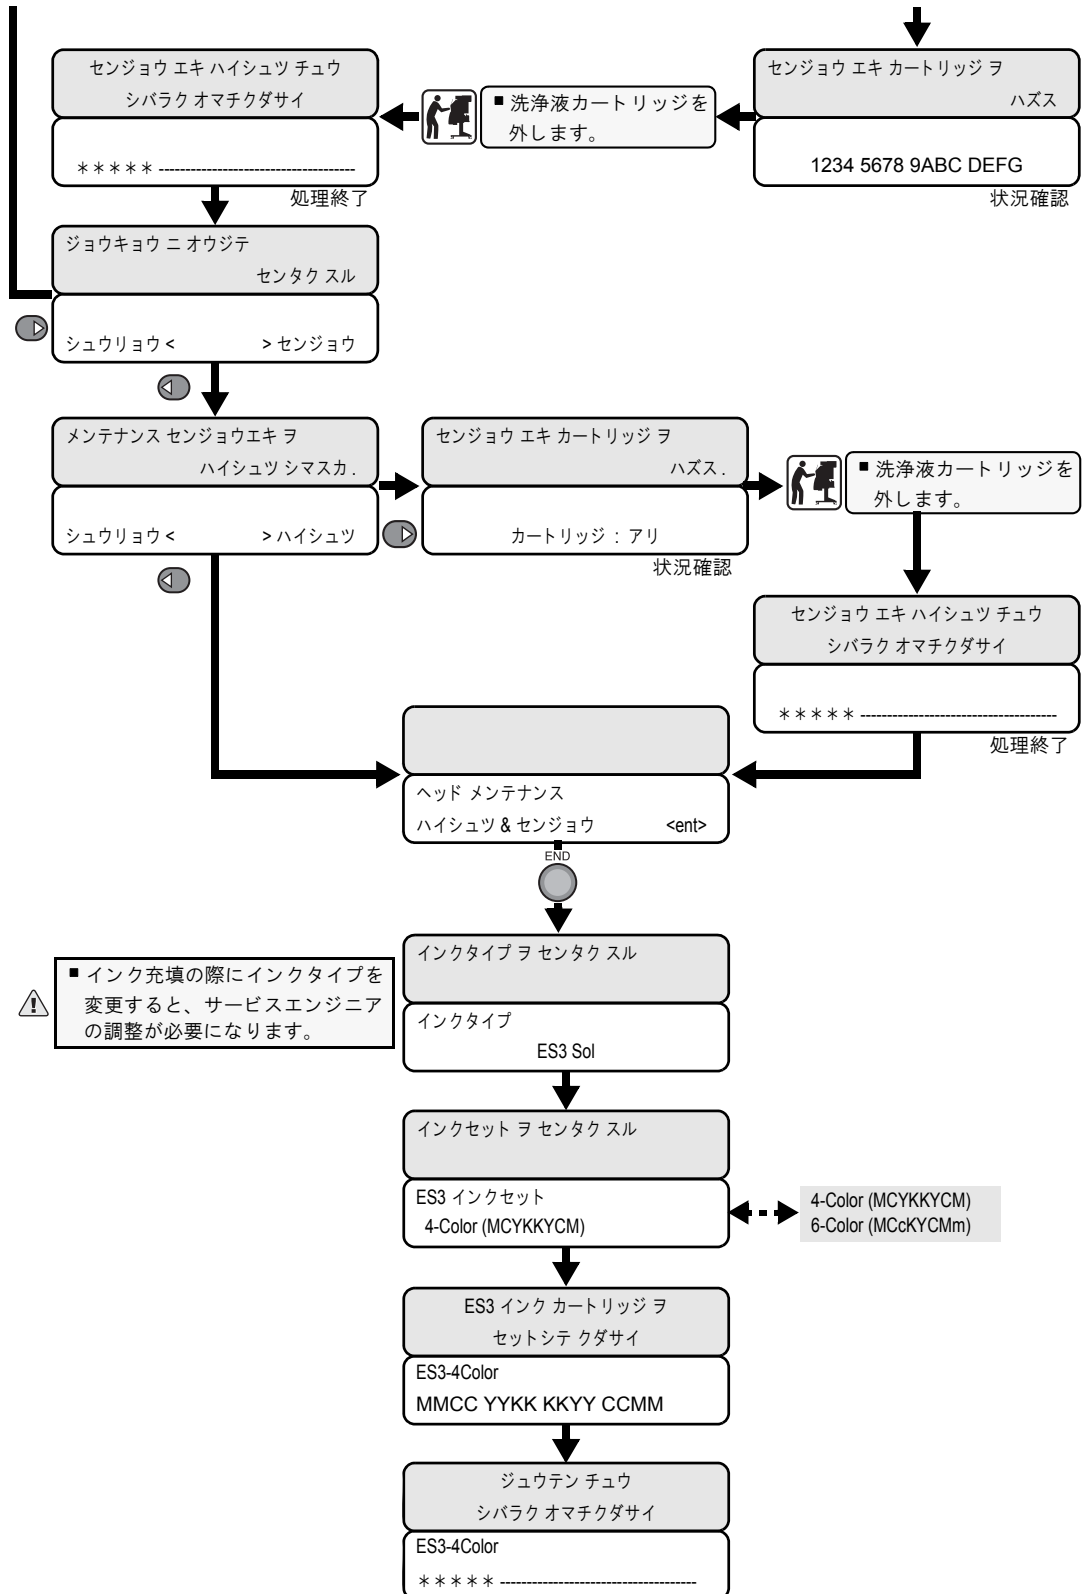 センジョウ エキ カートリッジ ヲ
ハズス
1234 5678 9ABC DEFG
状況確認
■ 洗浄液カートリッジを
外します。
センジョウ エキ ハイシュツ チュウ
シバラク オマチクダサイ
＊＊＊＊＊ -------------------------------------
処理終了
ジョウキョウ ニ オウジテ
センタク スル
シュウリョウ < > センジョウ
メンテナンス センジョウエキ ヲ
ハイシュツ シマスカ .
シュウリョウ < > ハイシュツ
センジョウ エキ カートリッジ ヲ
ハズス .
カートリッジ : アリ
状況確認
■ 洗浄液カートリッジを
外します。
センジョウ エキ ハイシュツ チュウ
シバラク オマチクダサイ
＊＊＊＊＊ -------------------------------------
処理終了
ヘッド メンテナンス
ハイシュツ & センジョウ <ent>
END
インクタイプ ヲ センタク スル
インクタイプ
ES3 Sol
■ インク充填の際にインクタイプを
変更すると、サービスエンジニア
の調整が必要になります。
インクセット ヲ センタク スル
ES3 インクセット
4-Color (MCYKKYCM)
4-Color (MCYKKYCM)
6-Color (MCcKYCMm)
ES3 インク カートリッジ ヲ
セットシテ クダサイ
ES3-4Color
MMCC YYKK KKYY CCMM
ジュウテン チュウ
シバラク オマチクダサイ
ES3-4Color
＊＊＊＊＊ -------------------------------------